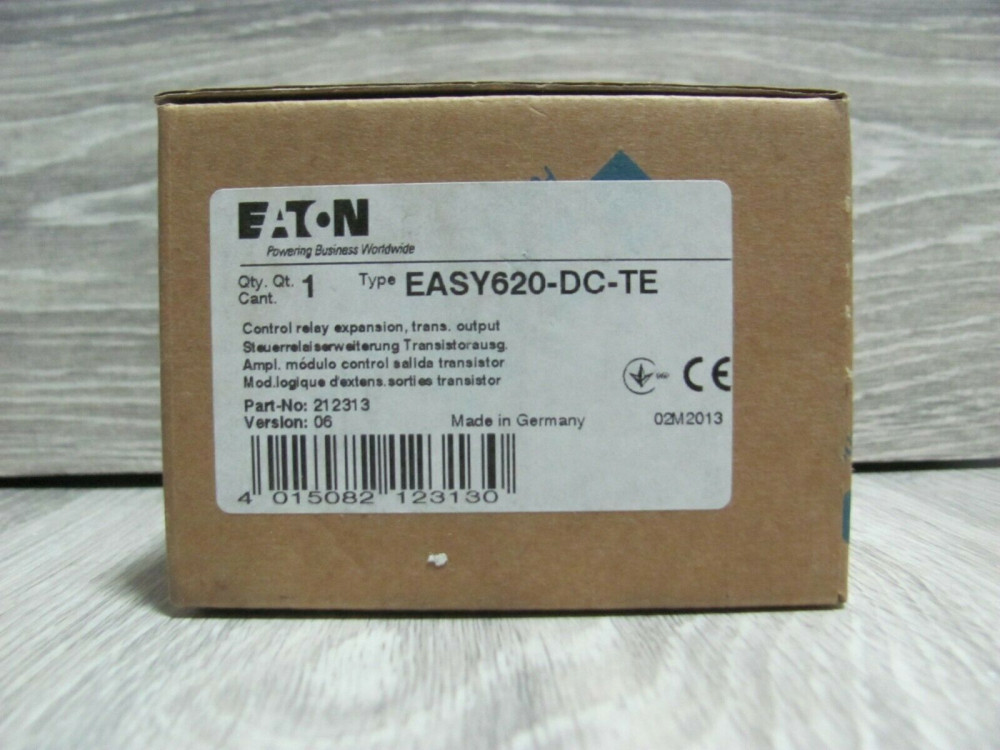 EATON
Powering Business Worldwide
Qty. Qt. 1 Type EASY620-DC-TE
Cant.
Control relay expansion, trans. output
Steuerrelaiserweiterung Transistorausg.
Ampl. módulo control salida transistor
Mod.logique d'extens.sorties transistor
Part-No: 212313
Version: 06 Made in Germany 02M2013
CE
4 015082 123130